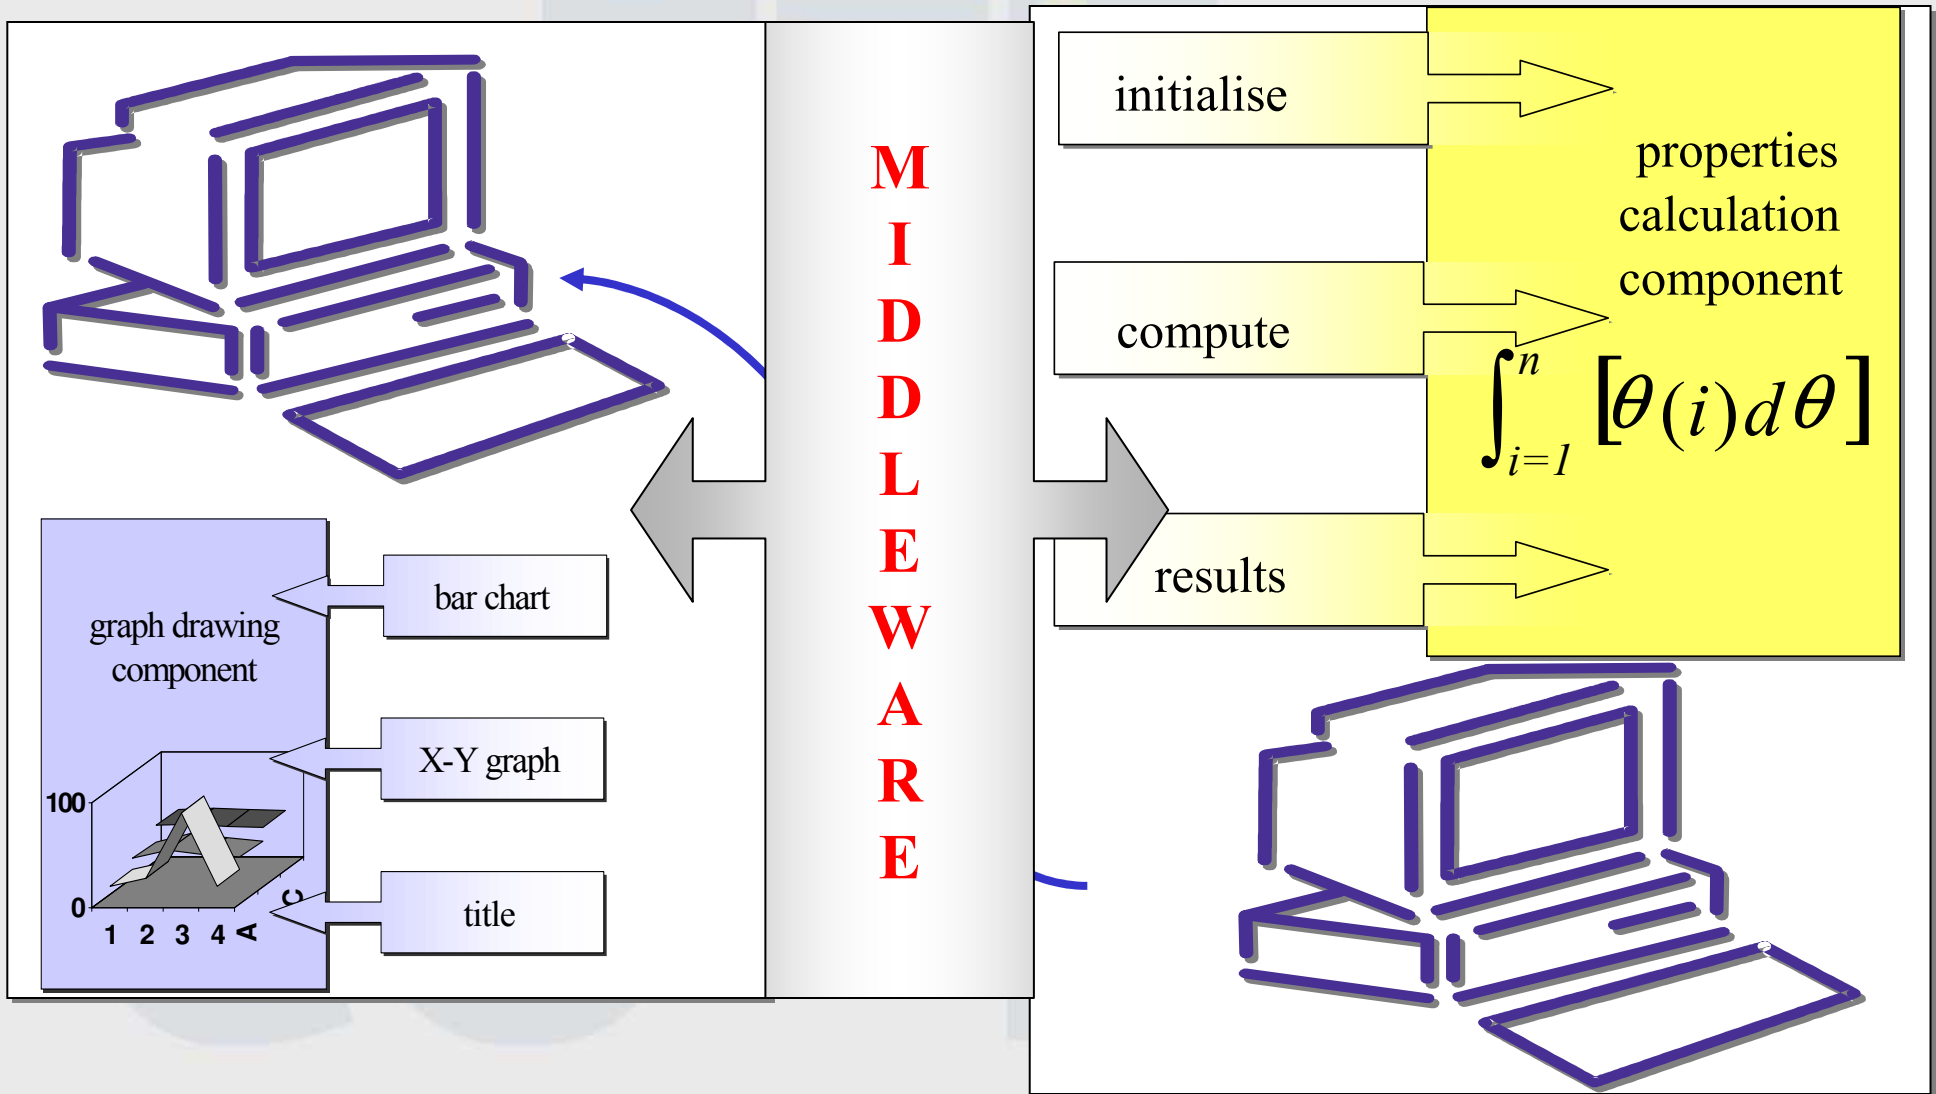 M
I
D
D
L
E
W
A
R
E
graph drawing
component
bar chart
X-Y graph
title
100
0
1 2 3 4
A
C
initialise
compute
results
properties
calculation
component
∫ⁿᵢ₌₁ [θ(i)dθ]